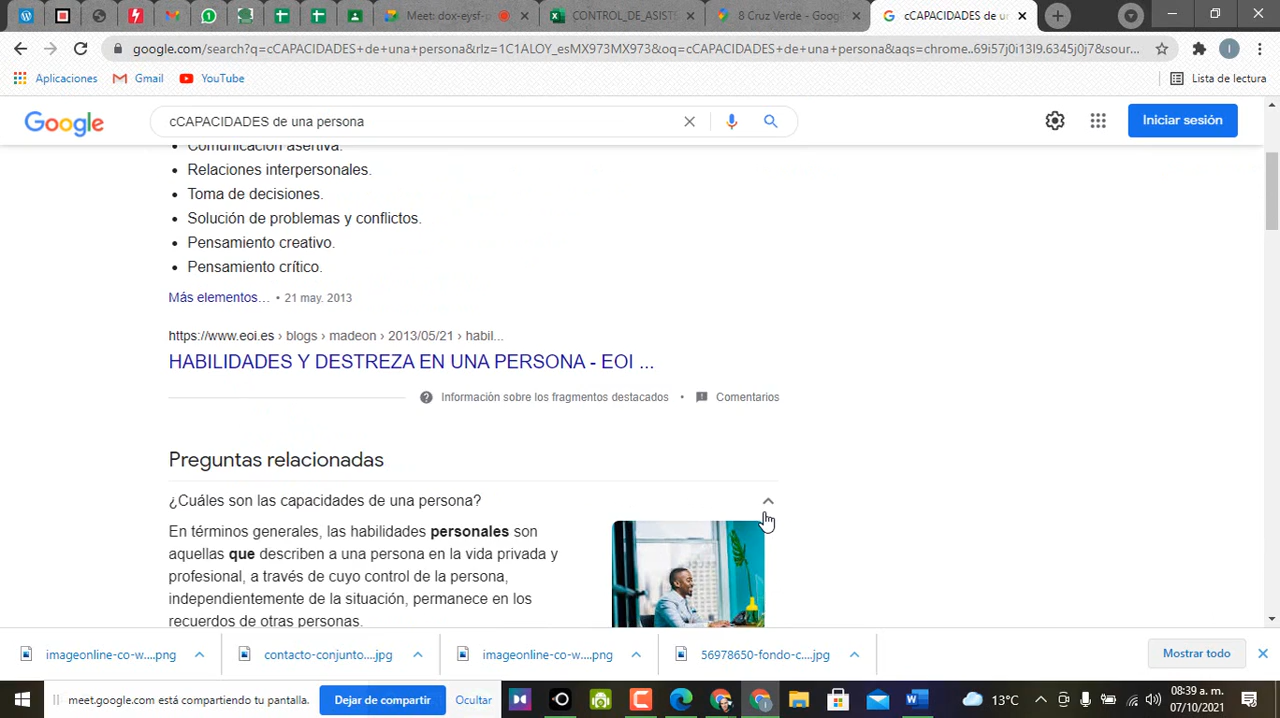 Meet: dox-eysf-p
CONTROL_DE_ASIST
8 Cruz Verde - Goog
cCAPACIDADES de un
google.com/search?q=cCAPACIDADES+de+una+persona&rlz=1C1ALOY_esMX973MX973&oq=cCAPACIDADES+de+una+persona&aqs=chrome..69i57j0i13l9.6345j0j7&sour...
Aplicaciones
Gmail
YouTube
Lista de lectura
Google
cCAPACIDADES de una persona
Iniciar sesión
Comunicación asertiva.
Relaciones interpersonales.
Toma de decisiones.
Solución de problemas y conflictos.
Pensamiento creativo.
Pensamiento crítico.
Más elementos... • 21 may. 2013
https://www.eoi.es › blogs › madeon › 2013/05/21 › habil...
HABILIDADES Y DESTREZA EN UNA PERSONA - EOI ...
Información sobre los fragmentos destacados • Comentarios
Preguntas relacionadas
¿Cuáles son las capacidades de una persona?
En términos generales, las habilidades personales son
aquellas que describen a una persona en la vida privada y
profesional, a través de cuyo control de la persona,
independientemente de la situación, permanece en los
recuerdos de otras personas.
imageonline-co-w....png
contacto-conjunto....jpg
imageonline-co-w....png
56978650-fondo-c....jpg
Mostrar todo
meet.google.com está compartiendo tu pantalla.
Dejar de compartir
Ocultar
13°C
08:39 a. m.
07/10/2021